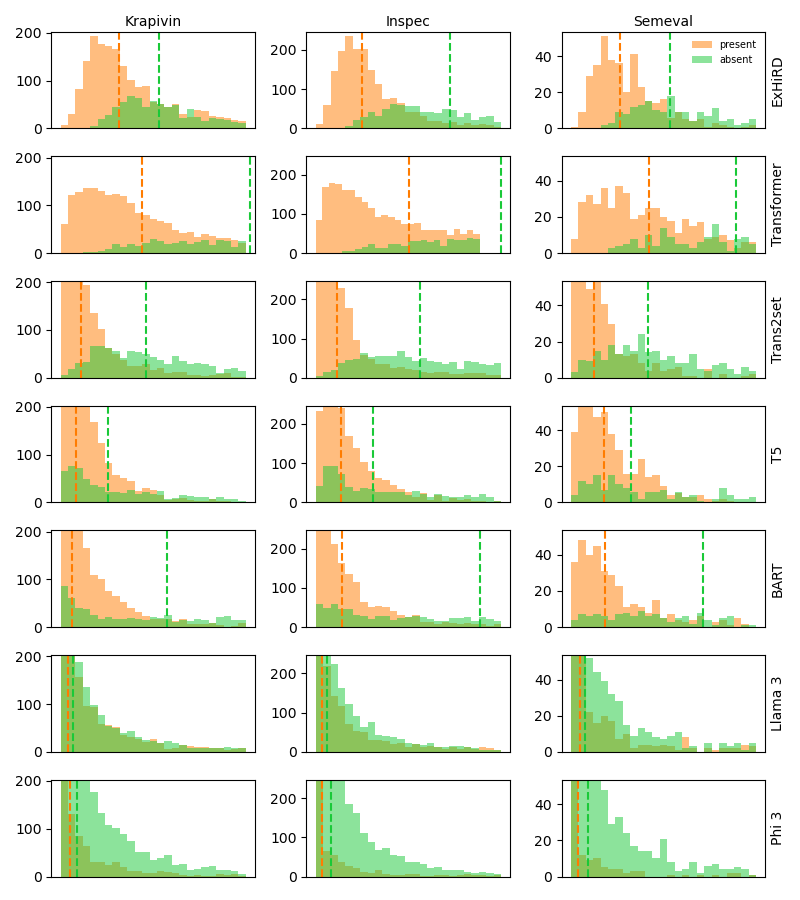 Krapivin Inspec Semeval
200 100 0 200 100 0 40 20 0 present absent ExHiRD
200 100 0 200 100 0 40 20 0 Transformer
200 100 0 200 100 0 40 20 0 Trans2set
200 100 0 200 100 0 40 20 0 T5
200 100 0 200 100 0 40 20 0 BART
200 100 0 200 100 0 40 20 0 Llama 3
200 100 0 200 100 0 40 20 0 Phi 3